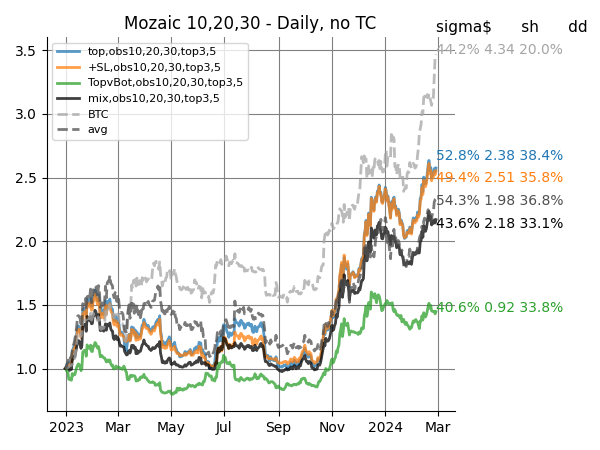 Mozaic 10,20,30 - Daily, no TC
sigma$ sh dd
top,obs10,20,30,top3,5
+SL,obs10,20,30,top3,5
TopvBot,obs10,20,30,top3,5
mix,obs10,20,30,top3,5
BTC
avg
44.2% 4.34 20.0%
52.8% 2.38 38.4%
49.4% 2.51 35.8%
54.3% 1.98 36.8%
43.6% 2.18 33.1%
40.6% 0.92 33.8%
3.5
3.0
2.5
2.0
1.5
1.0
2023 Mar May Jul Sep Nov 2024 Mar